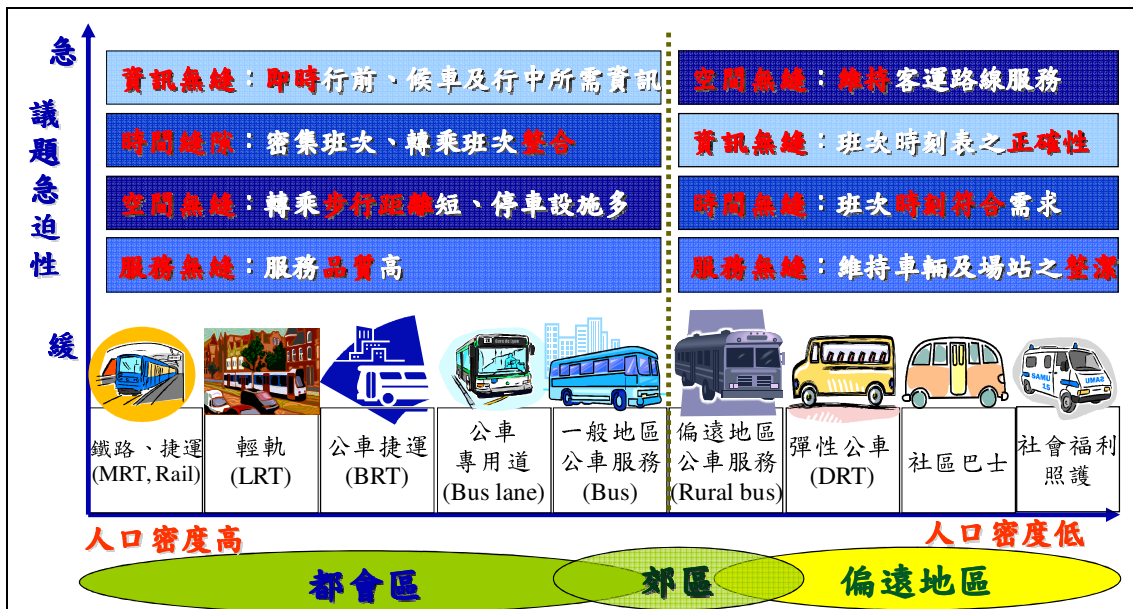 急
議題急迫性
緩
資訊無縫：即時行前、候車及行中所需資訊
時間縫隙：密集班次、轉乘班次整合
空間無縫：轉乘步行距離短、停車設施多
服務無縫：服務品質高
空間無縫：維持客運路線服務
資訊無縫：班次時刻表之正確性
時間無縫：班次時刻符合需求
服務無縫：維持車輛及場站之整潔
SAMU
15
SAMU
鐵路、捷運
(MRT, Rail)
輕軌
(LRT)
公車捷運
(BRT)
公車
專用道
(Bus lane)
一般地區
公車服務
(Bus)
偏遠地區
公車服務
(Rural bus)
彈性公車
(DRT)
社區巴士
社會福利
照護
人口密度高
人口密度低
都會區
郊區
偏遠地區